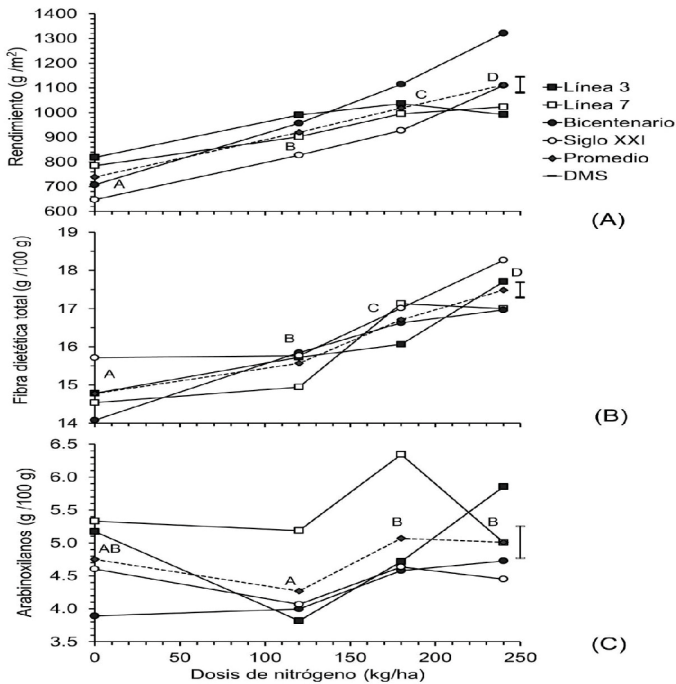 1400
1300
1200
1100
1000
900
800
700
600
Rendimiento (g /m²)
A
B
C
D
Línea 3
Línea 7
Bicentenario
Siglo XXI
Promedio
DMS
(A)
19
18
17
16
15
14
Fibra dietética total (g /100 g)
A
B
C
D
(B)
6.5
6.0
5.5
5.0
4.5
4.0
3.5
Arabinoxilanos (g /100 g)
AB
A
B
B
(C)
0 50 100 150 200 250
Dosis de nitrógeno (kg/ha)